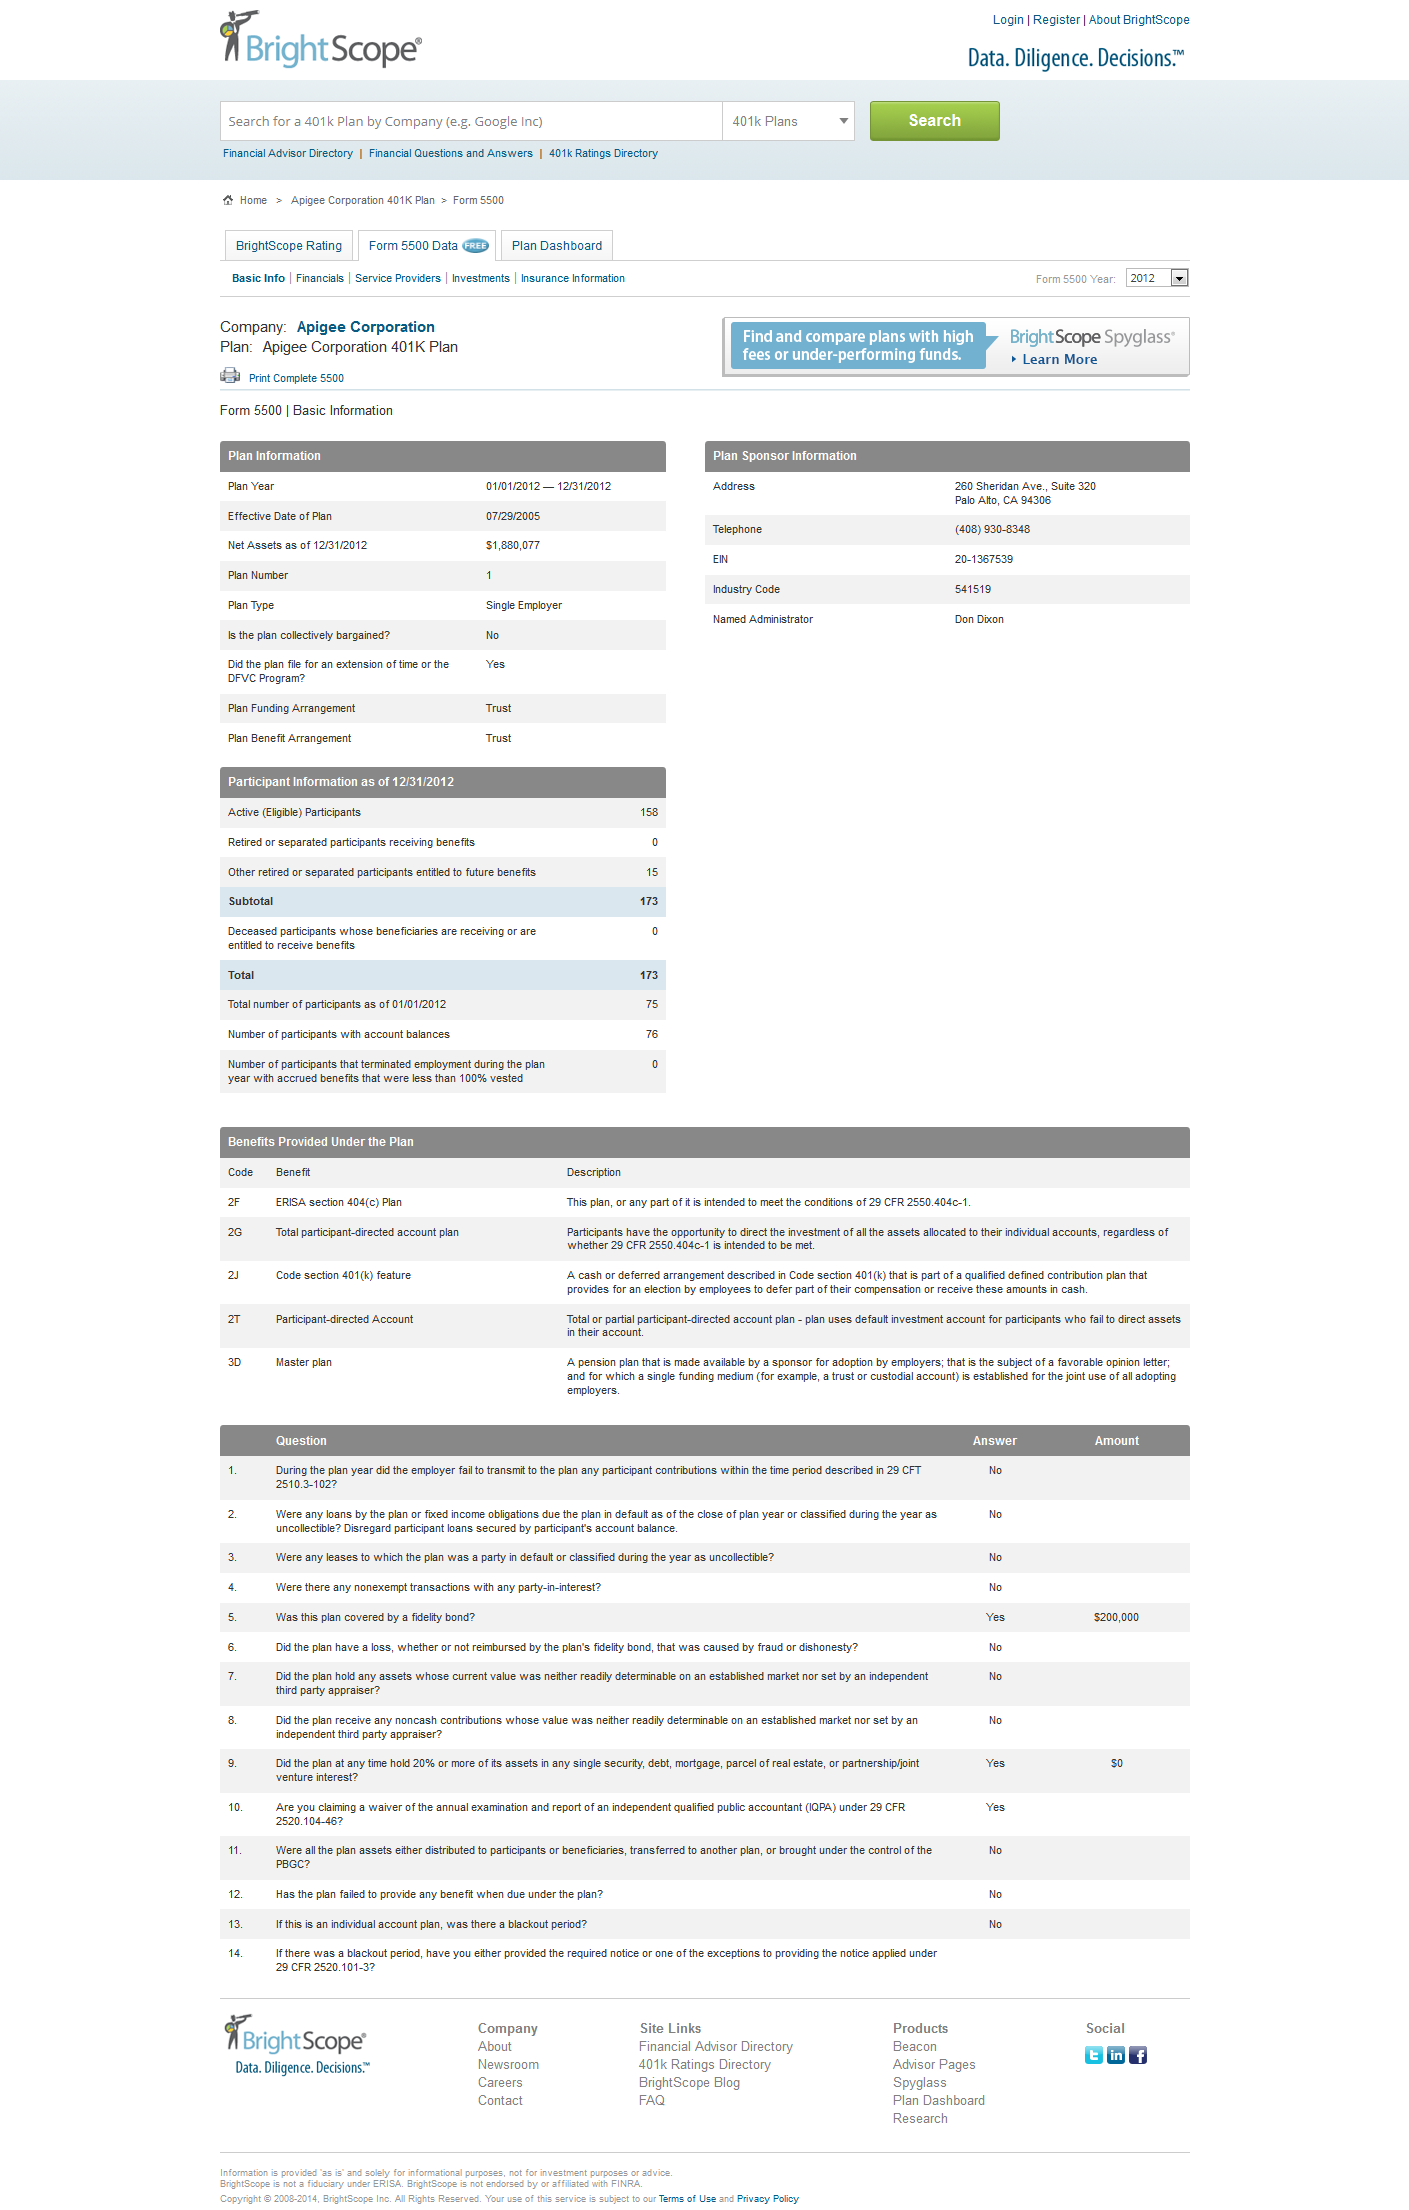 Login | Register | About BrightScope
BrightScope®
Data. Diligence. Decisions.™
Search for a 401k Plan by Company (e.g. Google Inc)
401k Plans
Search
Financial Advisor Directory | Financial Questions and Answers | 401k Ratings Directory
Home > Apigee Corporation 401K Plan > Form 5500
BrightScope Rating
Form 5500 Data FREE
Plan Dashboard
Basic Info | Financials | Service Providers | Investments | Insurance Information
Form 5500 Year: 2012
Company: Apigee Corporation
Plan: Apigee Corporation 401K Plan
Print Complete 5500
Find and compare plans with high
fees or under-performing funds.
BrightScope Spyglass®
Learn More
Form 5500 | Basic Information
Plan Information
Plan Year 01/01/2012 — 12/31/2012
Effective Date of Plan 07/29/2005
Net Assets as of 12/31/2012 $1,880,077
Plan Number 1
Plan Type Single Employer
Is the plan collectively bargained? No
Did the plan file for an extension of time or the Yes
DFVC Program?
Plan Funding Arrangement Trust
Plan Benefit Arrangement Trust
Plan Sponsor Information
Address 260 Sheridan Ave., Suite 320
Palo Alto, CA 94306
Telephone (408) 930-8348
EIN 20-1367539
Industry Code 541519
Named Administrator Don Dixon
Participant Information as of 12/31/2012
Active (Eligible) Participants 158
Retired or separated participants receiving benefits 0
Other retired or separated participants entitled to future benefits 15
Subtotal 173
Deceased participants whose beneficiaries are receiving or are 0
entitled to receive benefits
Total 173
Total number of participants as of 01/01/2012 75
Number of participants with account balances 76
Number of participants that terminated employment during the plan 0
year with accrued benefits that were less than 100% vested
Benefits Provided Under the Plan
Code Benefit Description
2F ERISA section 404(c) Plan This plan, or any part of it is intended to meet the conditions of 29 CFR 2550.404c-1.
2G Total participant-directed account plan Participants have the opportunity to direct the investment of all the assets allocated to their individual accounts, regardless of
whether 29 CFR 2550.404c-1 is intended to be met.
2J Code section 401(k) feature A cash or deferred arrangement described in Code section 401(k) that is part of a qualified defined contribution plan that
provides for an election by employees to defer part of their compensation or receive these amounts in cash.
2T Participant-directed Account Total or partial participant-directed account plan - plan uses default investment account for participants who fail to direct assets
in their account.
3D Master plan A pension plan that is made available by a sponsor for adoption by employers; that is the subject of a favorable opinion letter;
and for which a single funding medium (for example, a trust or custodial account) is established for the joint use of all adopting
employers.
Question Answer Amount
1. During the plan year did the employer fail to transmit to the plan any participant contributions within the time period described in 29 CFT No
2510.3-102?
2. Were any loans by the plan or fixed income obligations due the plan in default as of the close of plan year or classified during the year as No
uncollectible? Disregard participant loans secured by participant's account balance.
3. Were any leases to which the plan was a party in default or classified during the year as uncollectible? No
4. Were there any nonexempt transactions with any party-in-interest? No
5. Was this plan covered by a fidelity bond? Yes $200,000
6. Did the plan have a loss, whether or not reimbursed by the plan's fidelity bond, that was caused by fraud or dishonesty? No
7. Did the plan hold any assets whose current value was neither readily determinable on an established market nor set by an independent No
third party appraiser?
8. Did the plan receive any noncash contributions whose value was neither readily determinable on an established market nor set by an No
independent third party appraiser?
9. Did the plan at any time hold 20% or more of its assets in any single security, debt, mortgage, parcel of real estate, or partnership/joint Yes $0
venture interest?
10. Are you claiming a waiver of the annual examination and report of an independent qualified public accountant (IQPA) under 29 CFR Yes
2520.104-46?
11. Were all the plan assets either distributed to participants or beneficiaries, transferred to another plan, or brought under the control of the No
PBGC?
12. Has the plan failed to provide any benefit when due under the plan? No
13. If this is an individual account plan, was there a blackout period? No
14. If there was a blackout period, have you either provided the required notice or one of the exceptions to providing the notice applied under
29 CFR 2520.101-3?
BrightScope®
Data. Diligence. Decisions.™
Company
About
Newsroom
Careers
Contact
Site Links
Financial Advisor Directory
401k Ratings Directory
BrightScope Blog
FAQ
Products
Beacon
Advisor Pages
Spyglass
Plan Dashboard
Research
Social
Information is provided 'as is' and solely for informational purposes, not for investment purposes or advice.
BrightScope is not a fiduciary under ERISA. BrightScope is not endorsed by or affiliated with FINRA.
Copyright © 2008-2014, BrightScope Inc. All Rights Reserved. Your use of this service is subject to our Terms of Use and Privacy Policy